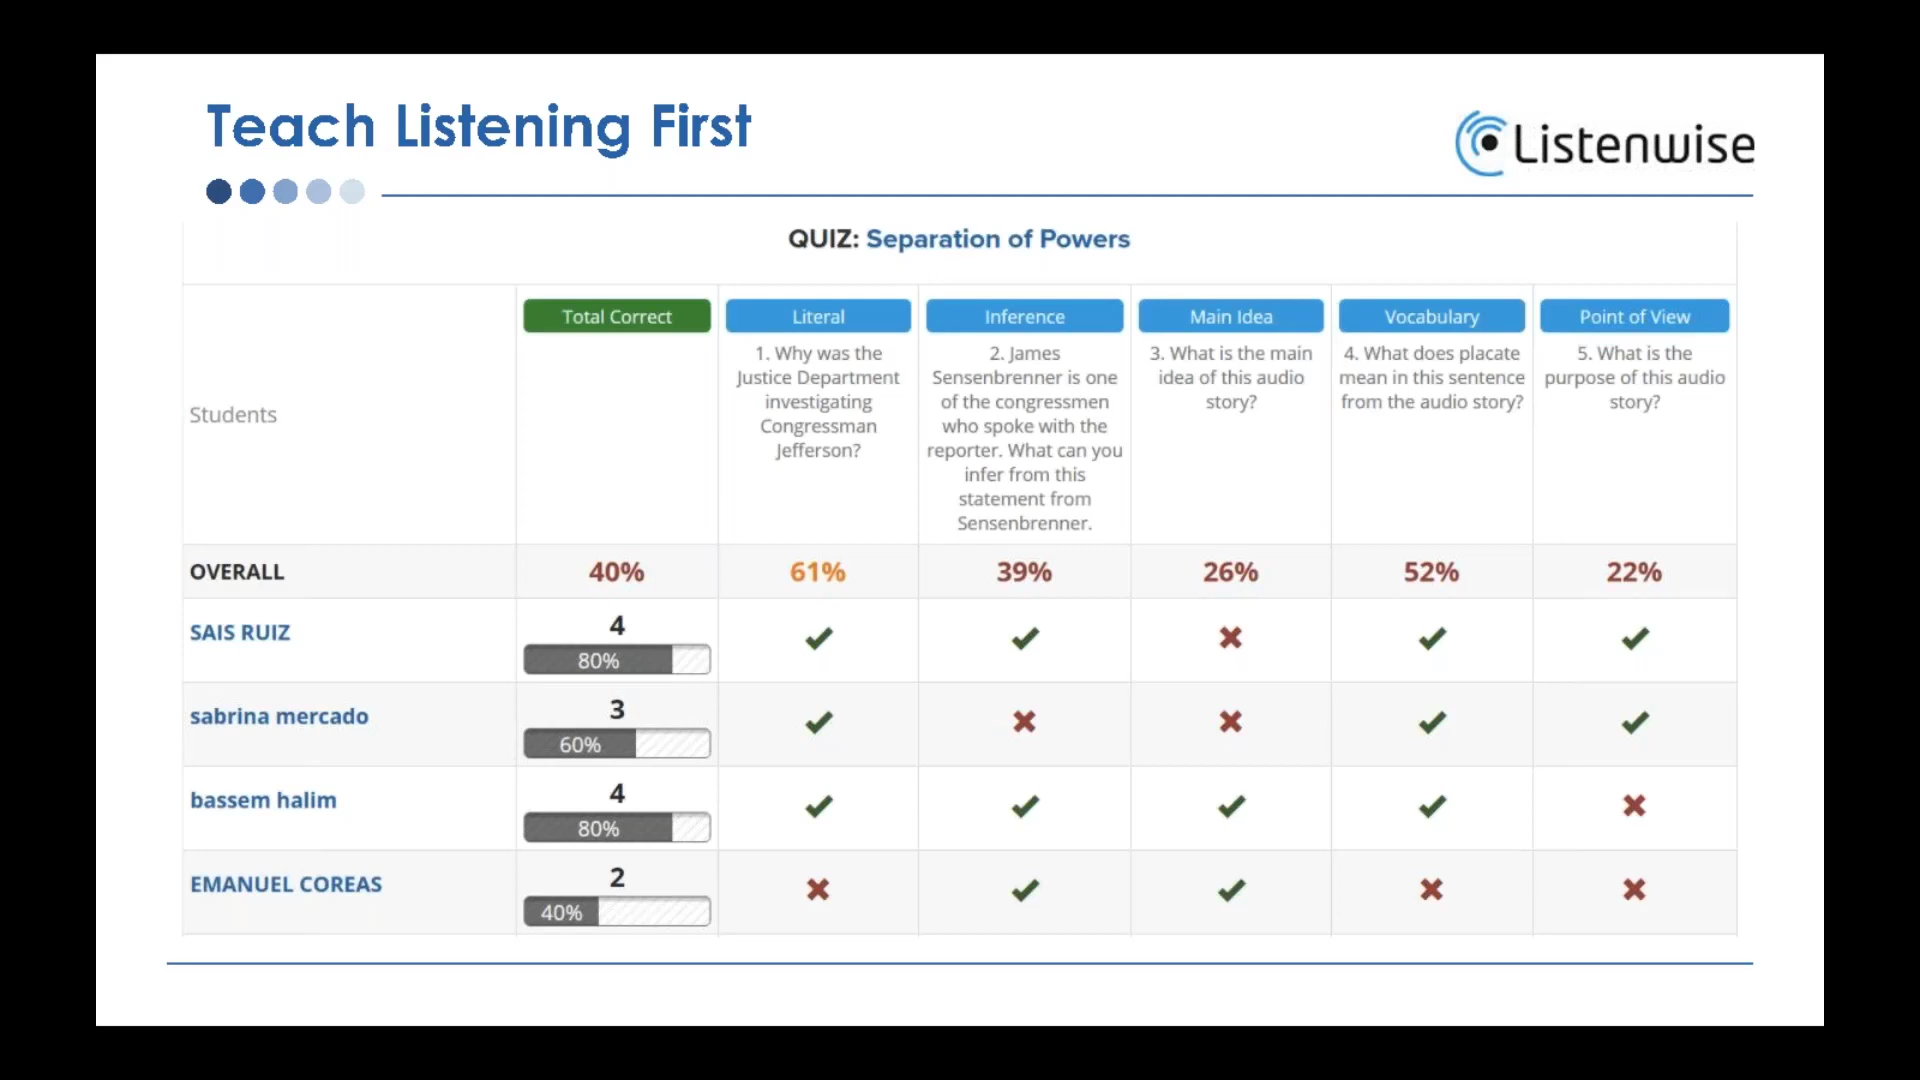 Teach Listening First
Listenwise
QUIZ: Separation of Powers
Students
Total Correct
Literal
1. Why was the
Justice Department
investigating
Congressman
Jefferson?
Inference
2. James
Sensenbrenner is one
of the congressmen
who spoke with the
reporter. What can you
infer from this
statement from
Sensenbrenner.
Main Idea
3. What is the main
idea of this audio
story?
Vocabulary
4. What does placate
mean in this sentence
from the audio story?
Point of View
5. What is the
purpose of this audio
story?
OVERALL 40% 61% 39% 26% 52% 22%
SAIS RUIZ
4
80%
sabrina mercado
3
60%
bassem halim
4
80%
EMANUEL COREAS
2
40%